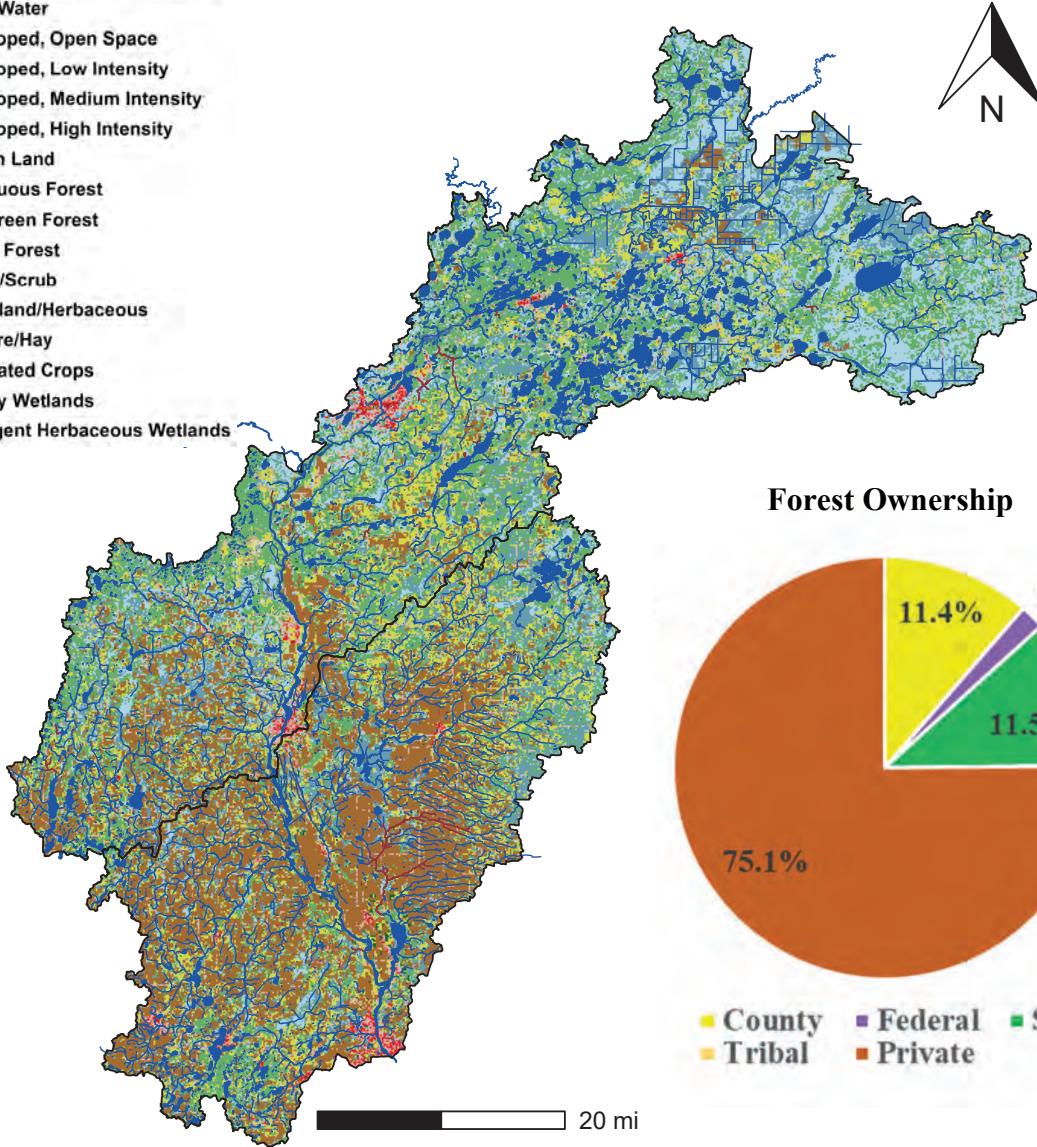 Water
oped, Open Space
oped, Low Intensity
oped, Medium Intensity
oped, High Intensity
n Land
uous Forest
reen Forest
Forest
/Scrub
land/Herbaceous
re/Hay
ated Crops
y Wetlands
gent Herbaceous Wetlands
N
Forest Ownership
11.4%
11.5
75.1%
County Federal S
Tribal Private
20 mi